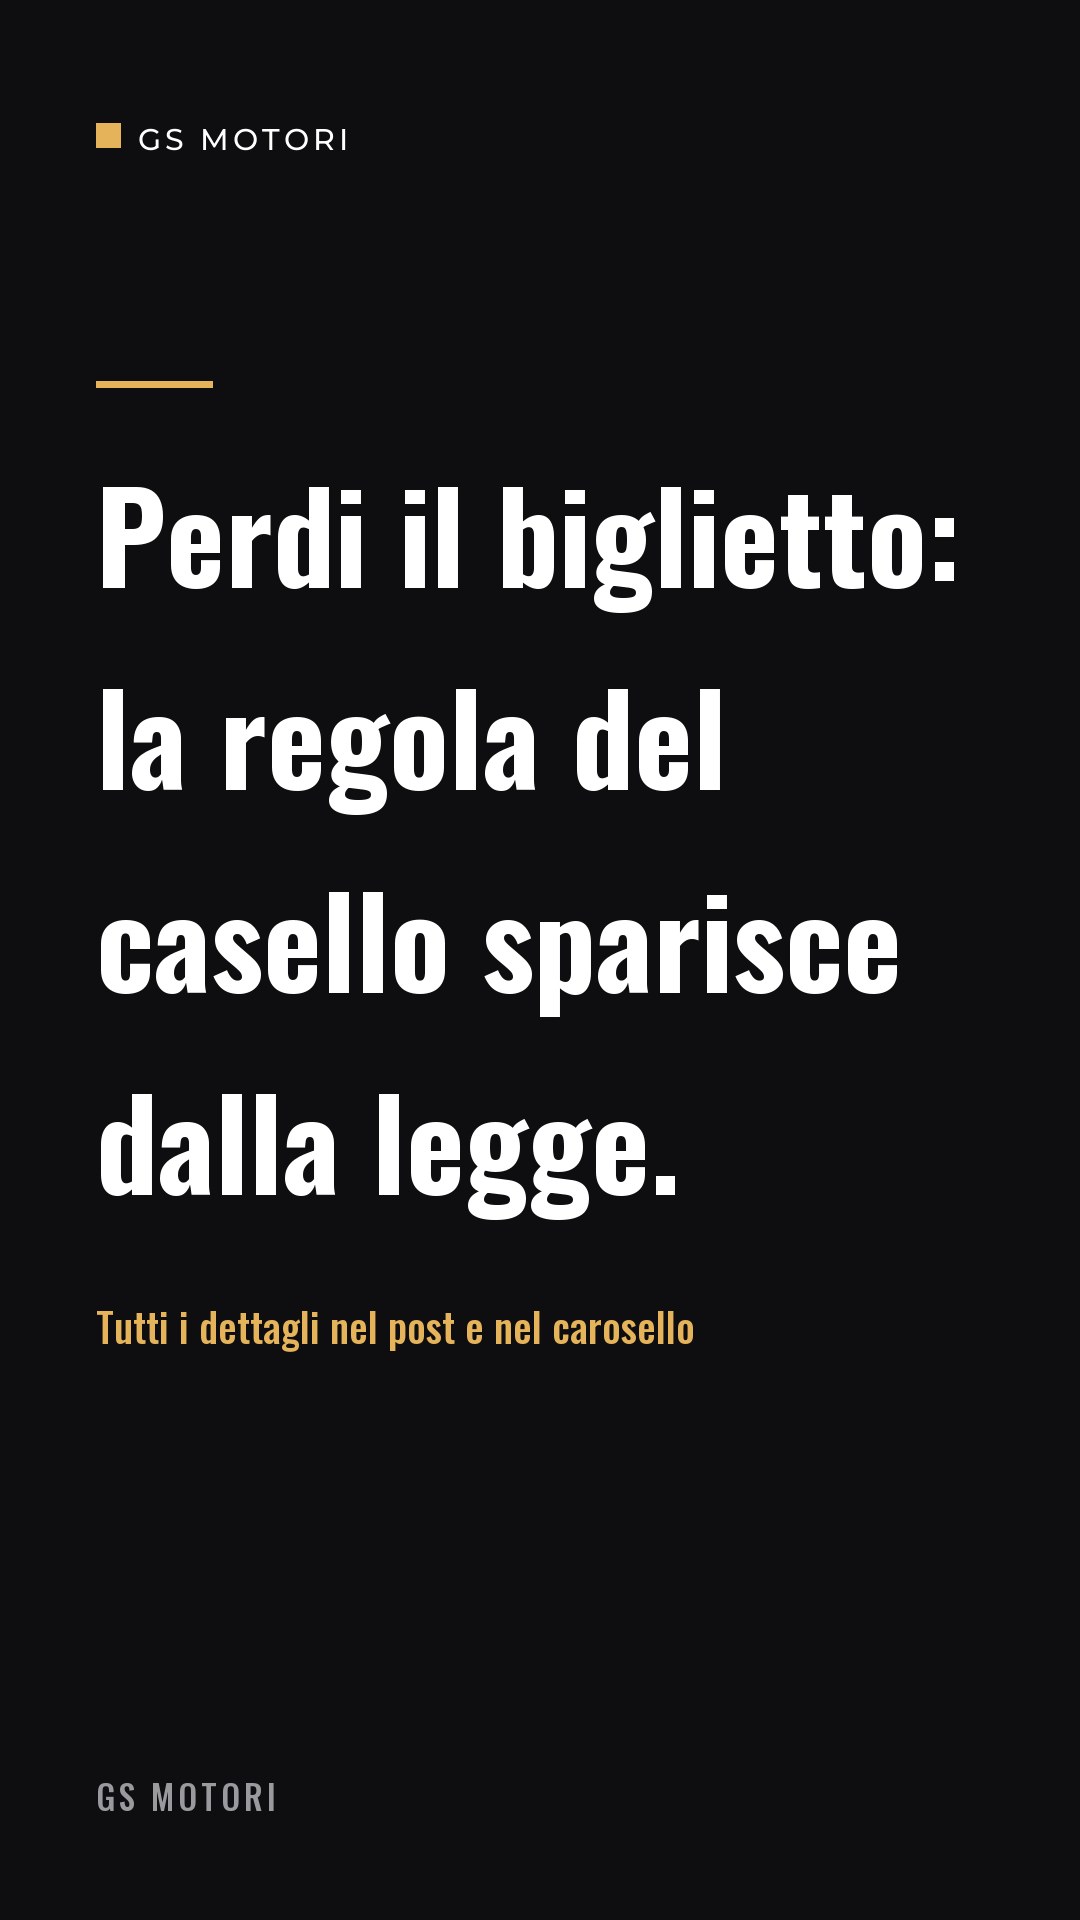 GS MOTORI
Perdi il biglietto:
la regola del
casello sparisce
dalla legge.
Tutti i dettagli nel post e nel carosello
GS MOTORI